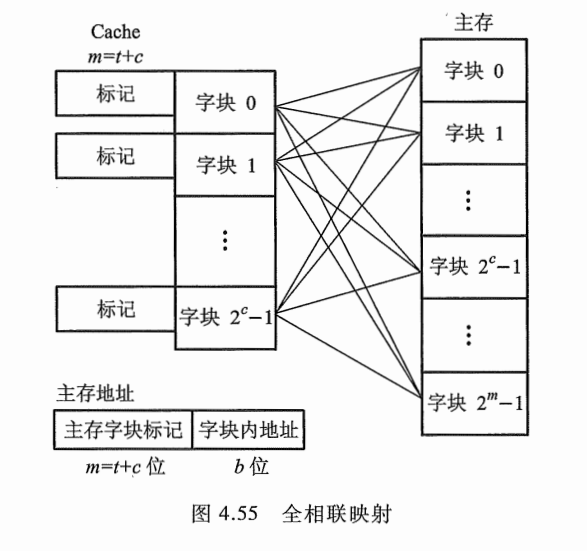 Cache
m=t+c
主存
标记
字块 0
字块 0
标记
字块 1
字块 1
⋮
⋮
字块 2^c−1
标记
字块 2^c−1
⋮
字块 2^m−1
主存地址
主存字块标记 字块内地址
m=t+c 位 b 位
图 4.55 全相联映射